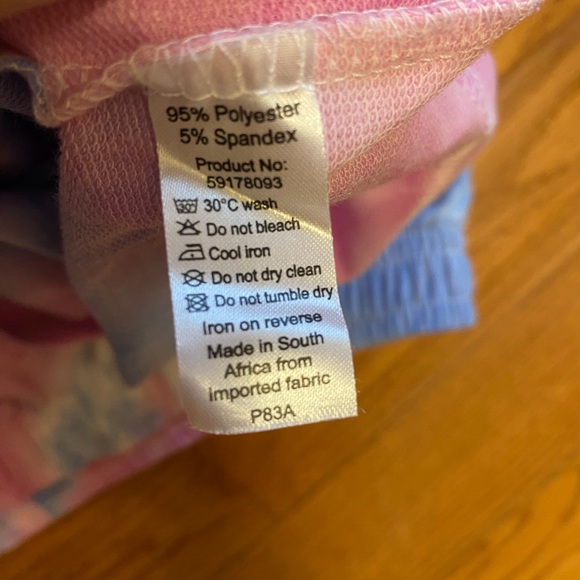 95% Polyester
5% Spandex
Product No:
59178093
30°C wash
Do not bleach
Cool iron
Do not dry clean
Do not tumble dry
Iron on reverse
Made in South
Africa from
imported fabric
P83A